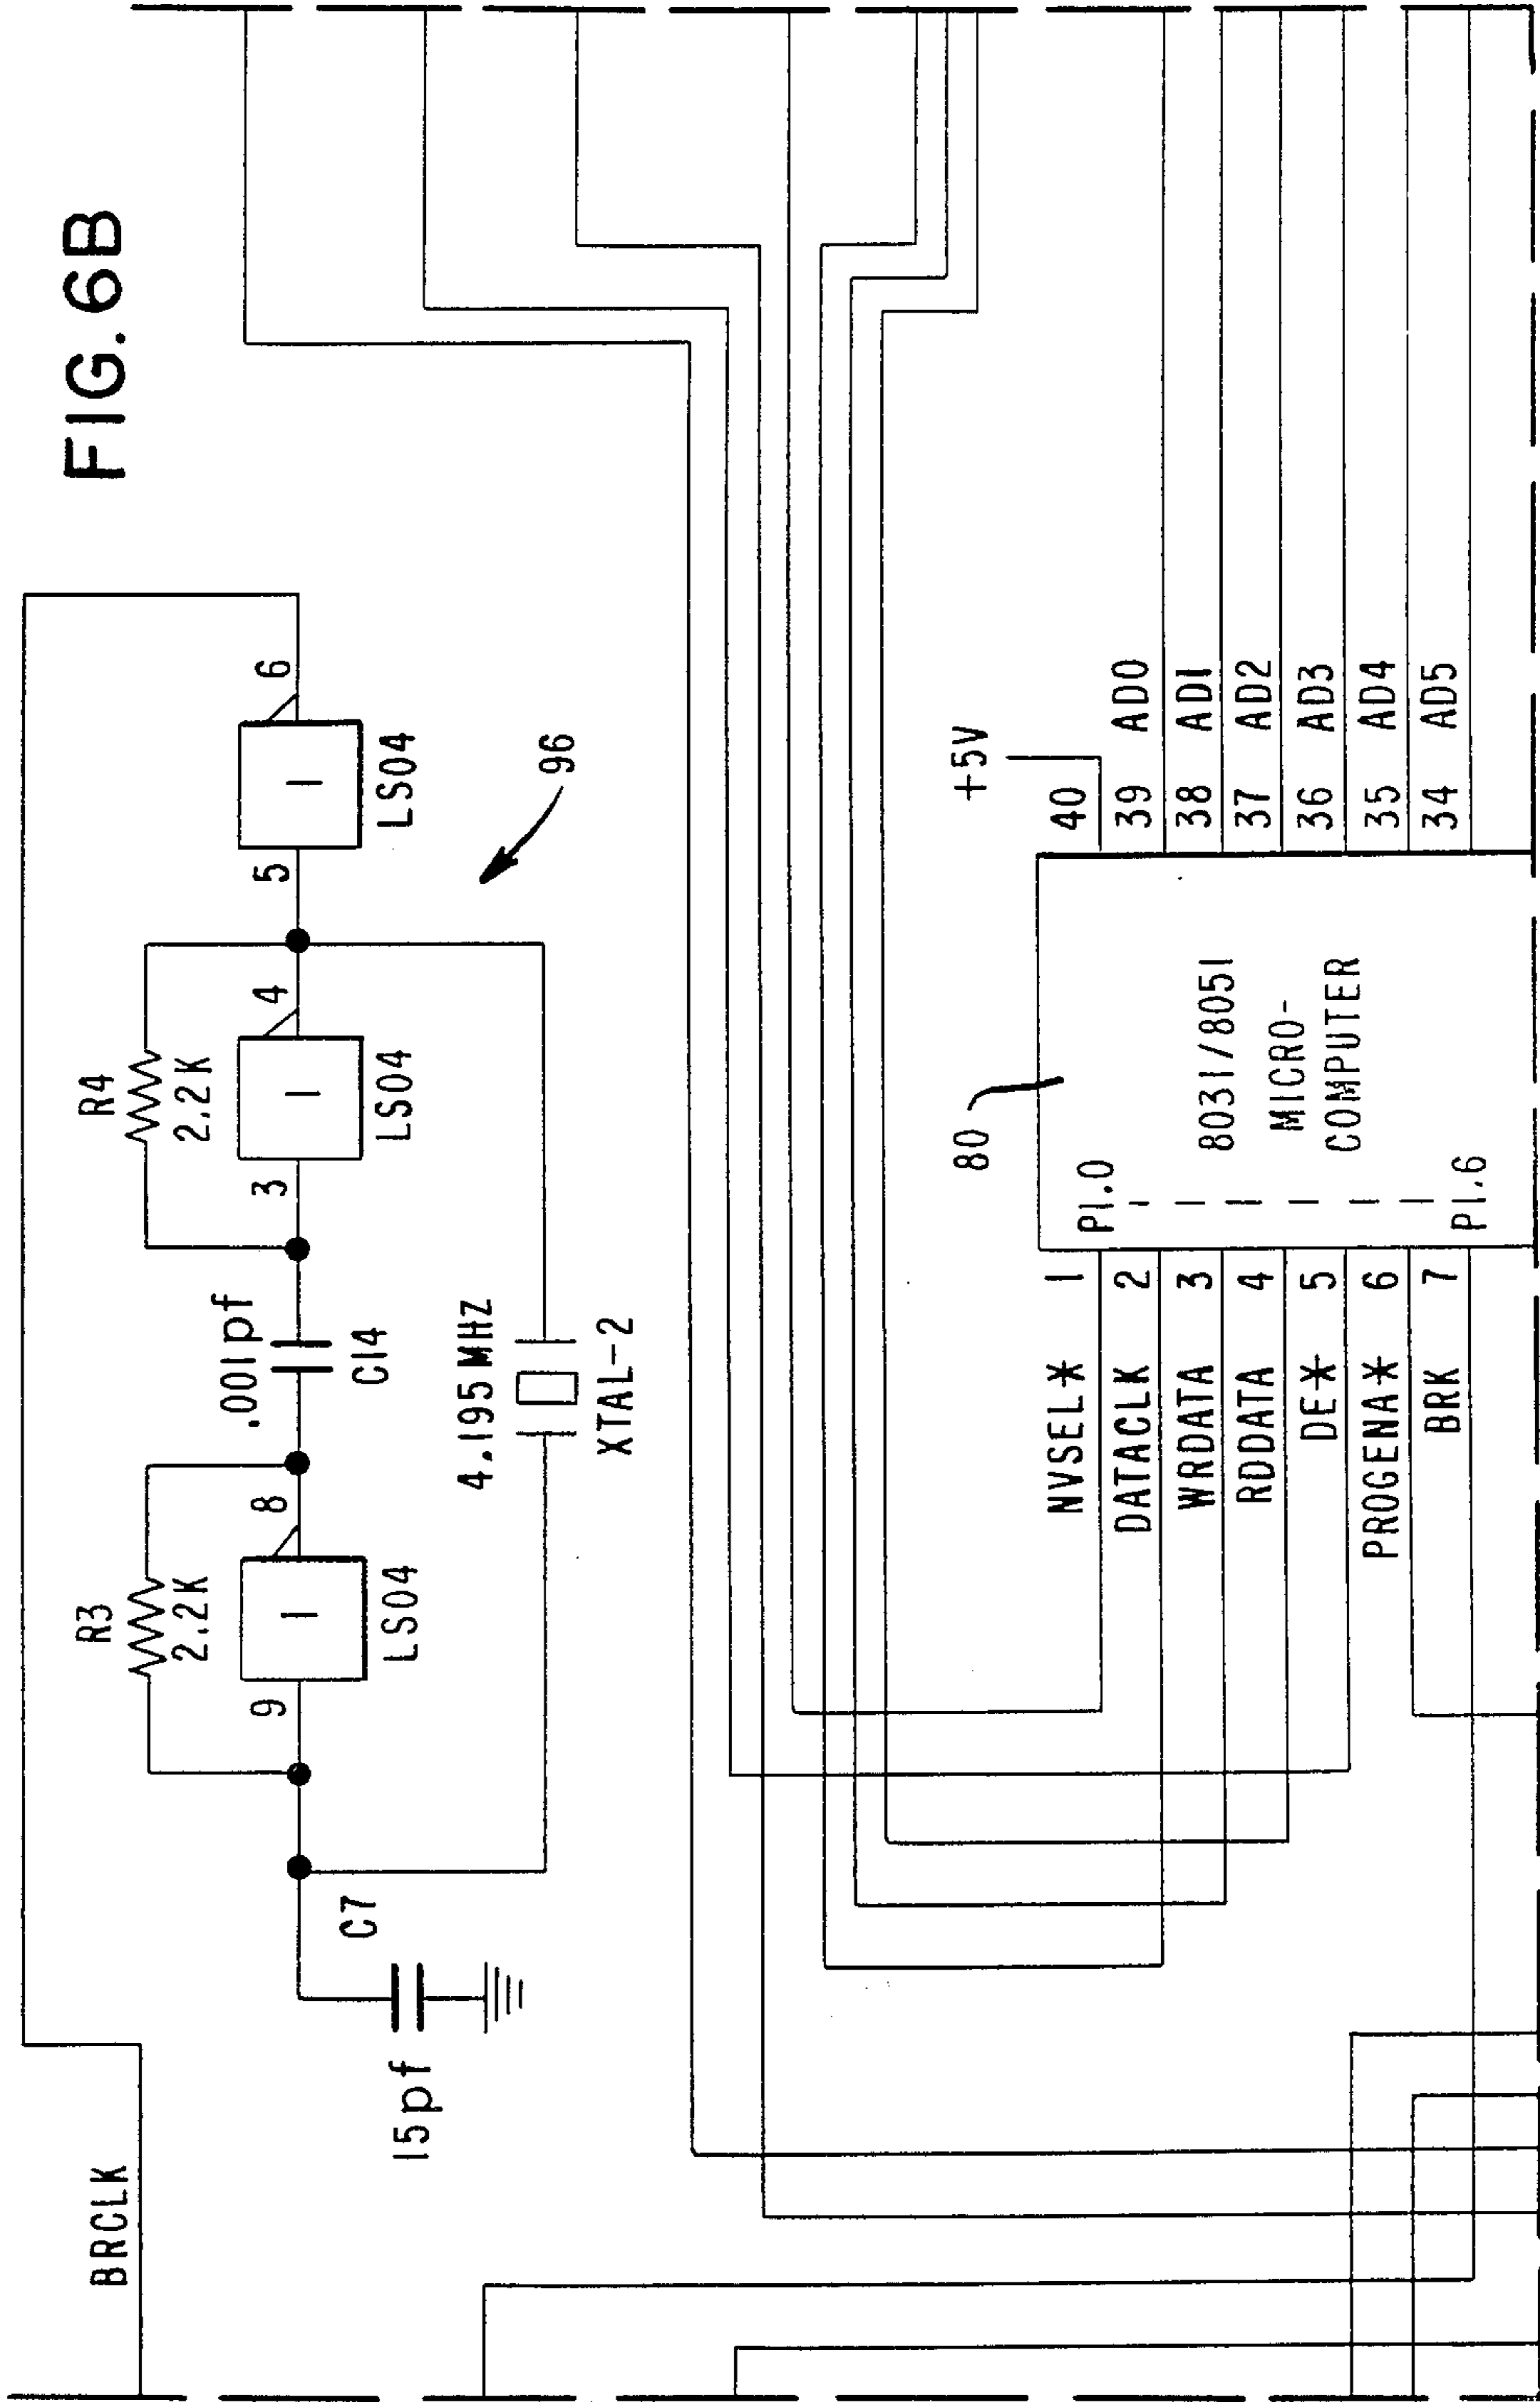 FIG. 6B
BRCLK
R3
2.2K
R4
2.2K
.001pf
9
8
3
4
5
6
I
I
I
C14
LS04
LS04
LS04
C7
15pf
4.195MHZ
XTAL-2
96
80
+5V
NVSEL* 1
DATACLK 2
WRDATA 3
RDDATA 4
DE* 5
PROGENA* 6
BRK 7
P1.0
P1.6
8031/8051
MICRO-
COMPUTER
40
39 AD0
38 AD1
37 AD2
36 AD3
35 AD4
34 AD5